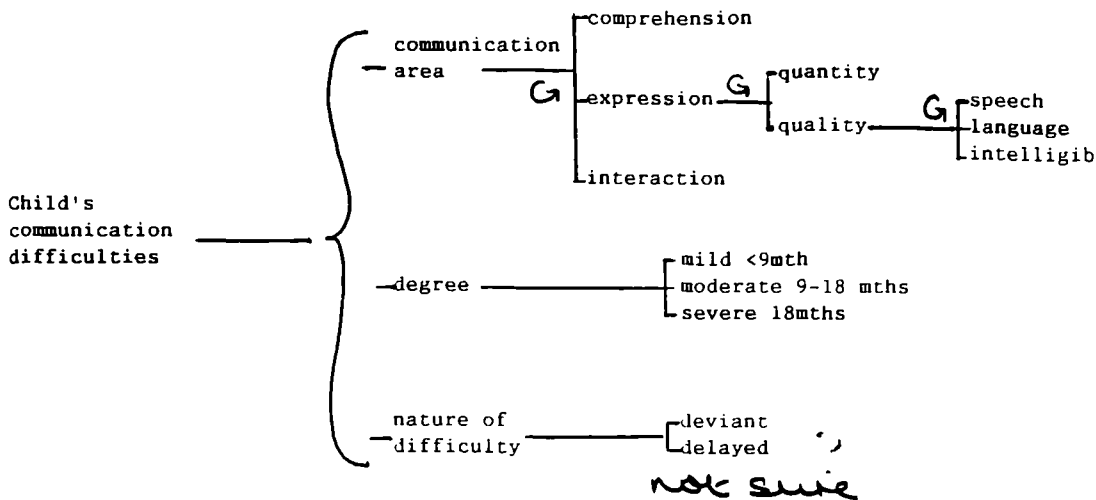 comprehension
communication
area
G
expression
G
quantity
quality
G
speech
language
intelligib
interaction
Child's
communication
difficulties
degree
mild <9mth
moderate 9-18 mths
severe 18mths
nature of
difficulty
deviant
delayed
not sure